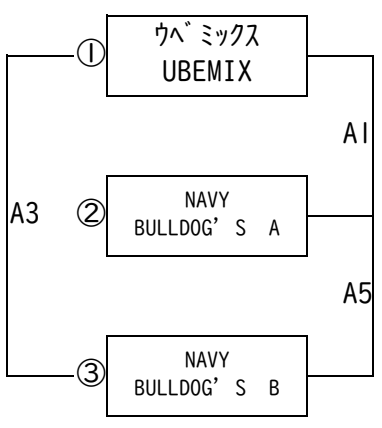 ① ウベミックス
UBEMIX
A1
A3
② NAVY
BULLDOG'S A
A5
③ NAVY
BULLDOG'S B